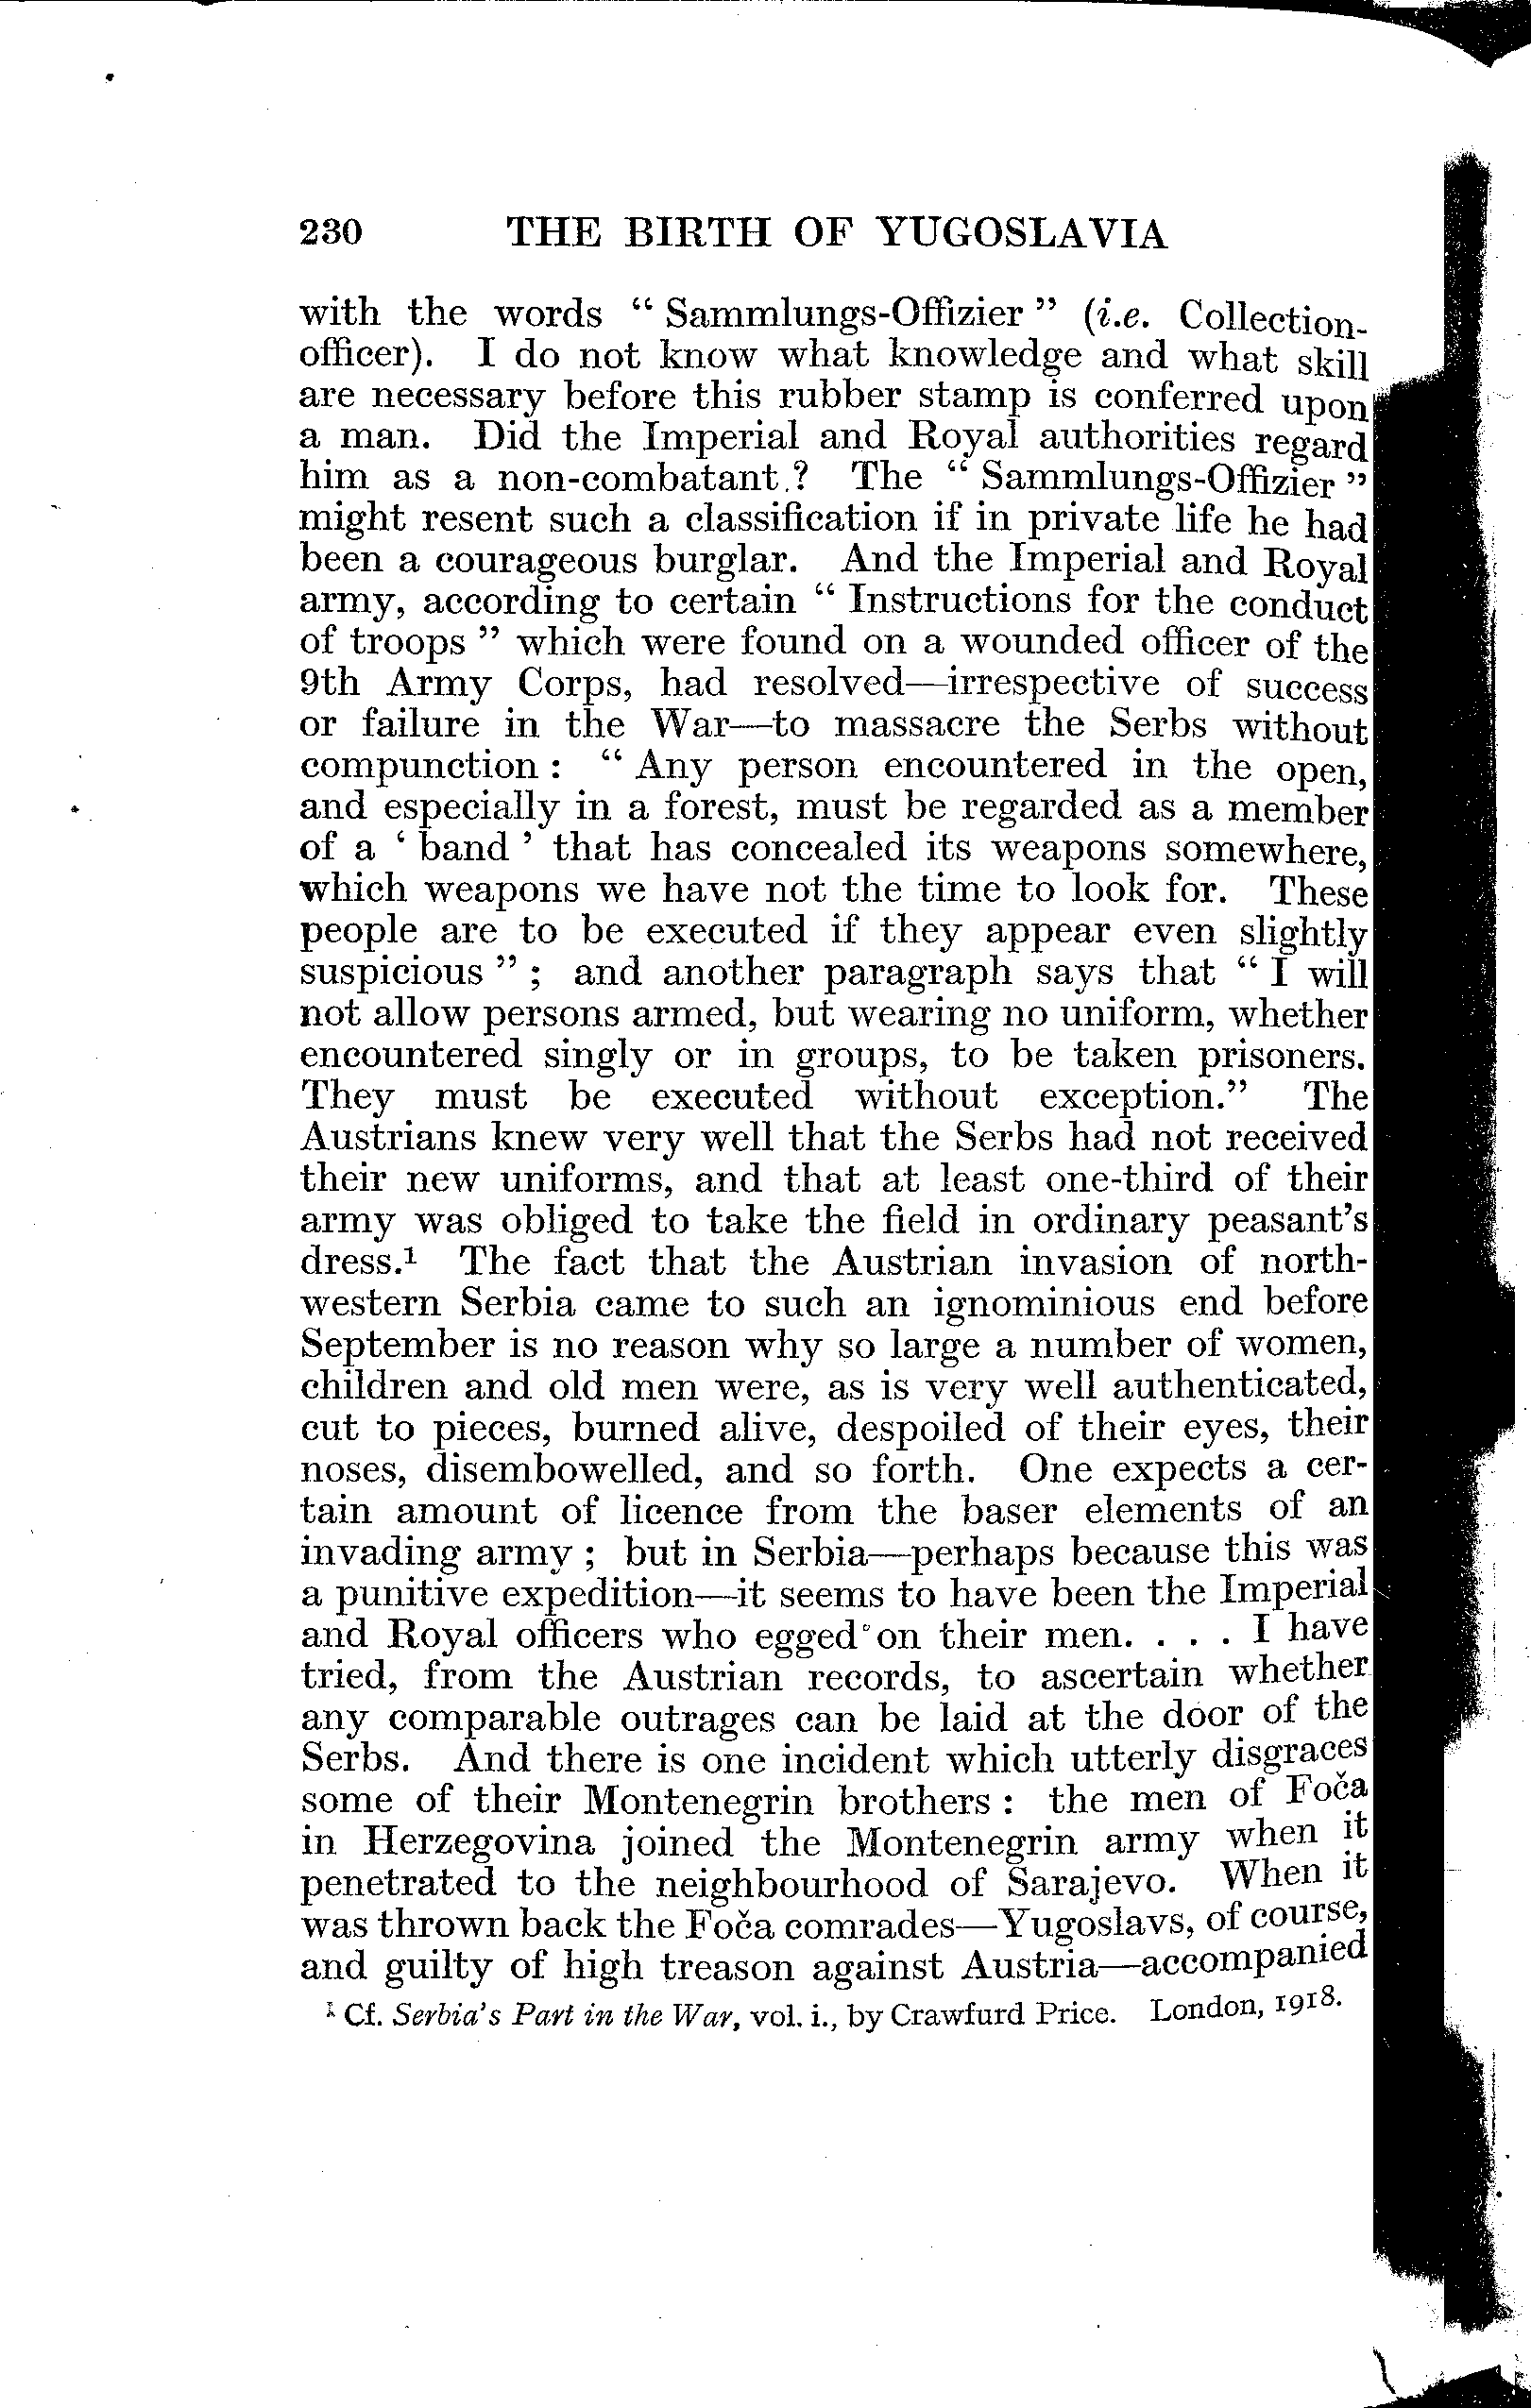 230 THE BIRTH OF YUGOSLAVIA
with the words " Sammlungs-Offizier " (i.e. Collection-
officer). I do not know what knowledge and what skill
are necessary before this rubber stamp is conferred upon
a man. Did the Imperial and Royal authorities regard
him as a non-combatant.? The " Sammlungs-Offizier "
might resent such a classification if in private life he had
been a courageous burglar. And the Imperial and Royal
army, according to certain " Instructions for the conduct
of troops " which were found on a wounded officer of the
9th Army Corps, had resolved—irrespective of success
or failure in the War—to massacre the Serbs without
compunction : " Any person encountered in the open,
and especially in a forest, must be regarded as a member
of a ' band ' that has concealed its weapons somewhere,
which weapons we have not the time to look for. These
people are to be executed if they appear even slightly
suspicious " ; and another paragraph says that " I will
not allow persons armed, but wearing no uniform, whether
encountered singly or in groups, to be taken prisoners.
They must be executed without exception." The
Austrians knew very well that the Serbs had not received
their new uniforms, and that at least one-third of their
army was obliged to take the field in ordinary peasant's
dress.¹ The fact that the Austrian invasion of north-
western Serbia came to such an ignominious end before
September is no reason why so large a number of women,
children and old men were, as is very well authenticated,
cut to pieces, burned alive, despoiled of their eyes, their
noses, disembowelled, and so forth. One expects a cer-
tain amount of licence from the baser elements of an
invading army ; but in Serbia—perhaps because this was
a punitive expedition—it seems to have been the Imperial
and Royal officers who egged on their men. . . . I have
tried, from the Austrian records, to ascertain whether
any comparable outrages can be laid at the door of the
Serbs. And there is one incident which utterly disgraces
some of their Montenegrin brothers : the men of Foča
in Herzegovina joined the Montenegrin army when it
penetrated to the neighbourhood of Sarajevo. When it
was thrown back the Foča comrades—Yugoslavs, of course,
and guilty of high treason against Austria—accompanied
¹ Cf. Serbia's Part in the War, vol. i., by Crawfurd Price. London, 1918.